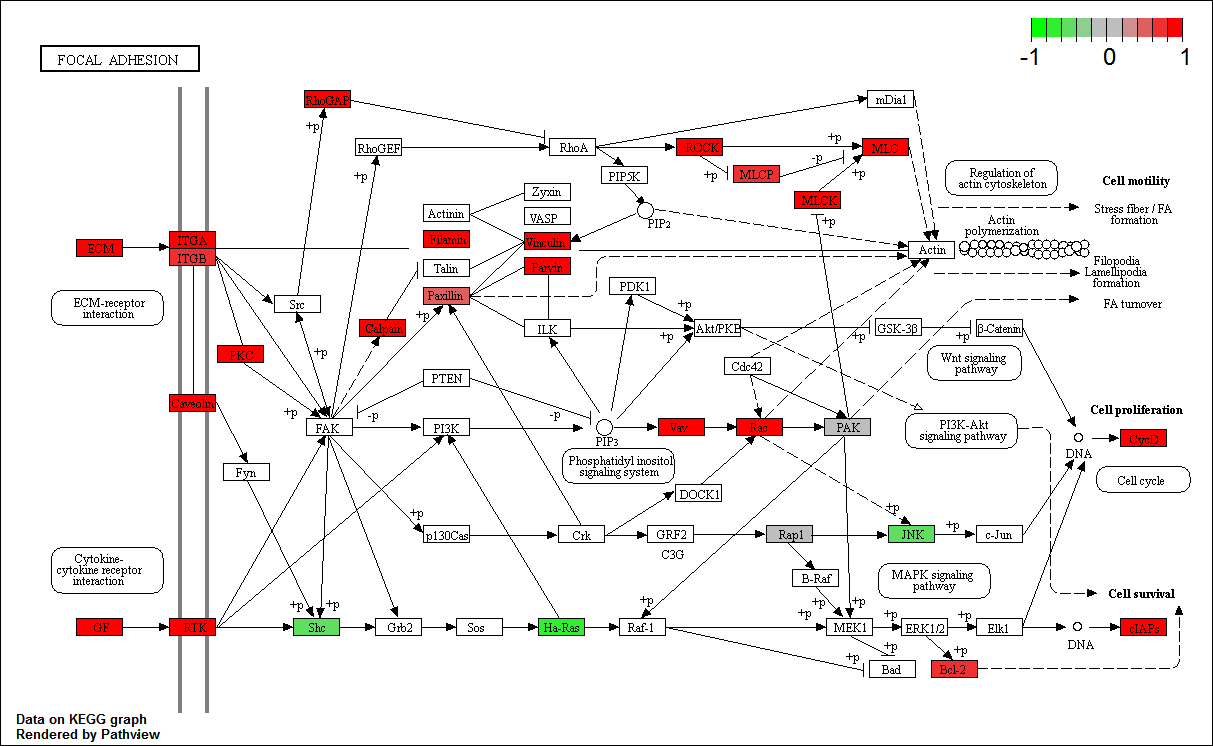 -1 0 1
FOCAL ADHESION
RhoGAP
mDia1
+p
RhoGEF
RhoA
ROCK
+p
MLC
+p
+p
MLCP
-p
+p
PIP5K
MLCK
+p
Regulation of
actin cytoskeleton
Cell motility
Zyxin
Actinin
VASP
PIP2
Stress fiber / FA
formation
Actin
polymerization
ECM
ITGA
ITGB
Filamin
Vinculin
Actin
Talin
Parvin
Filopodia
Lamellipodia
formation
ECM-receptor
interaction
Src
Paxillin
+p
PDK1
+p
FA turnover
Calpain
ILK
Akt/PKB
GSK-3β
+p
+p
β-Catenin
PKC
+p
+p
Cdc42
Wnt signaling
pathway
PTEN
Caveolin
+p
-p
-p
Cell proliferation
FAK
PI3K
PIP3
Vav
Rac
PAK
PI3K-Akt
signaling pathway
DNA
CycD
Fyn
Phosphatidyl inositol
signaling system
Cell cycle
DOCK1
+p
+p
p130Cas
Crk
GRF2
C3G
Rap1
JNK
+p
c-Jun
Cytokine-
cytokine receptor
interaction
B-Raf
MAPK signaling
pathway
Cell survival
+p
+p
+p
+p
+p
+p
+p
+p
GF
RTK
Shc
Grb2
Sos
Ha-Ras
Raf-1
MEK1
ERK1/2
Elk1
DNA
cIAPs
+p
+p
+p
Bad
Bcl-2
Data on KEGG graph
Rendered by Pathview